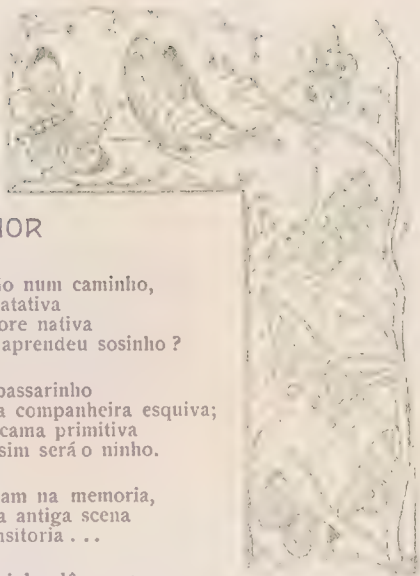 IOR
o num caminho,
atativa
ore nativa
aprendeu sosinho ?
passarinho
a companheira esquiva;
cama primitiva
sim será o ninho.
am na memoria,
a antiga scena
nsitoria . . .